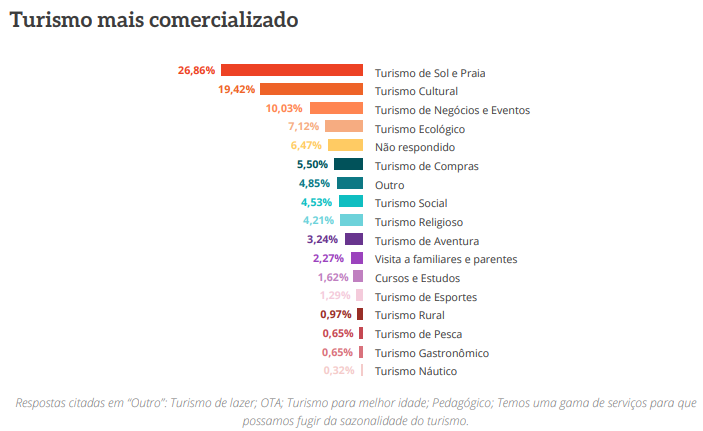 Turismo mais comercializado
26,86% Turismo de Sol e Praia
19,42% Turismo Cultural
10,03% Turismo de Negócios e Eventos
7,12% Turismo Ecológico
6,47% Não respondido
5,50% Turismo de Compras
4,85% Outro
4,53% Turismo Social
4,21% Turismo Religioso
3,24% Turismo de Aventura
2,27% Visita a familiares e parentes
1,62% Cursos e Estudos
1,29% Turismo de Esportes
0,97% Turismo Rural
0,65% Turismo de Pesca
0,65% Turismo Gastronômico
0,32% Turismo Náutico
Respostas citadas em “Outro”: Turismo de lazer; OTA; Turismo para melhor idade; Pedagógico; Temos uma gama de serviços para que
possamos fugir da sazonalidade do turismo.